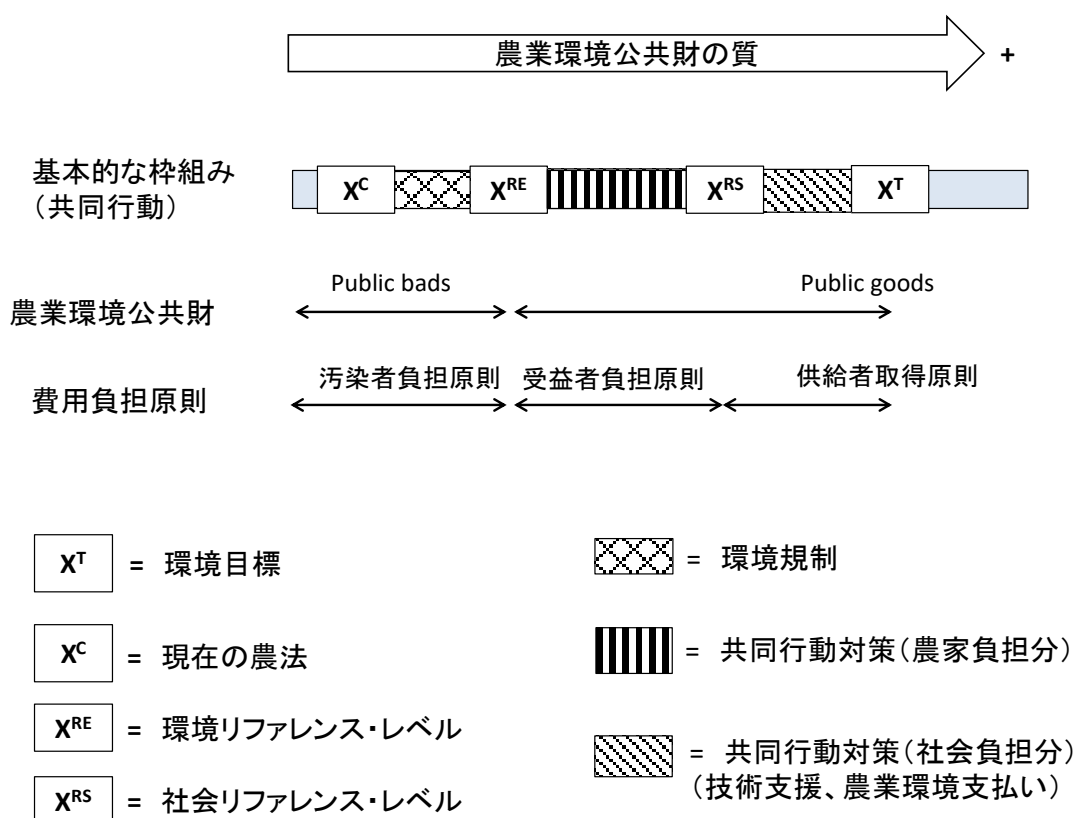 農業環境公共財の質 +
基本的な枠組み
（共同行動）
X^C X^RE X^RS X^T
Public bads Public goods
農業環境公共財
汚染者負担原則 受益者負担原則 供給者取得原則
費用負担原則
X^T = 環境目標
= 環境規制
X^C = 現在の農法
= 共同行動対策（農家負担分）
X^RE = 環境リファレンス・レベル
= 共同行動対策（社会負担分）
（技術支援、農業環境支払い）
X^RS = 社会リファレンス・レベル